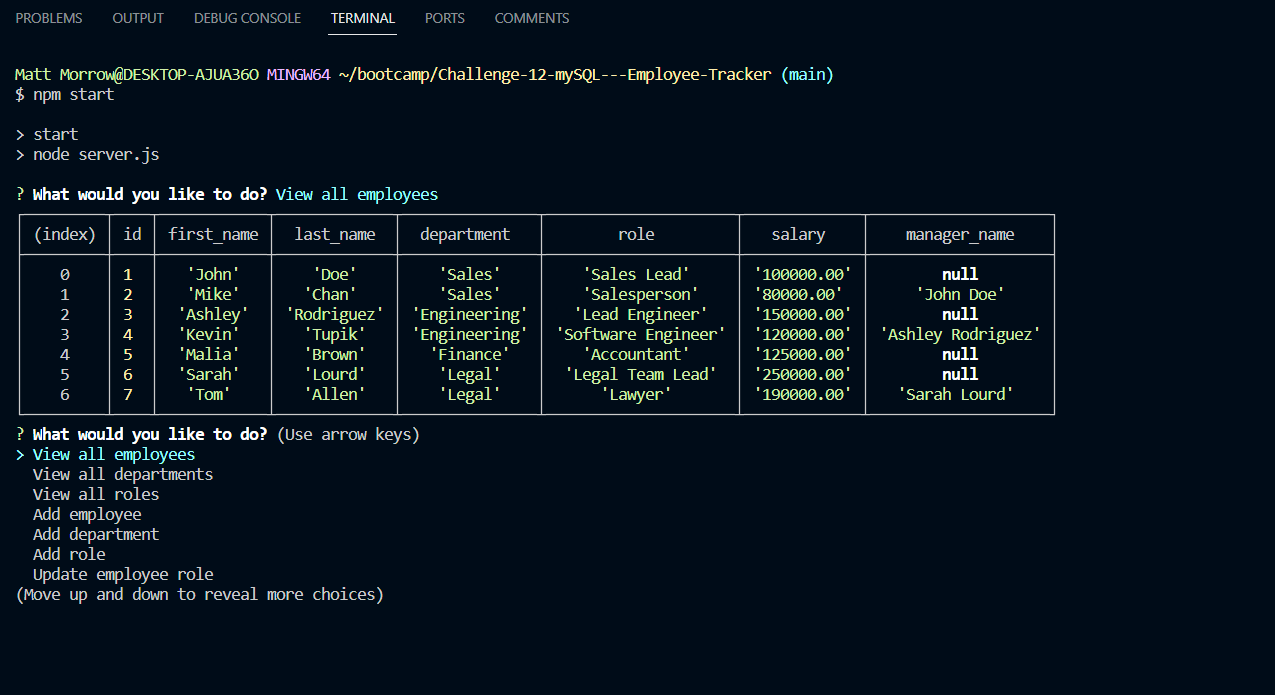 PROBLEMS OUTPUT DEBUG CONSOLE TERMINAL PORTS COMMENTS
Matt Morrow@DESKTOP-AJUA36O MINGW64 ~/bootcamp/Challenge-12-mySQL---Employee-Tracker (main)
$ npm start
> start
> node server.js
? What would you like to do? View all employees
(index) id first_name last_name department role salary manager_name
0 1 'John' 'Doe' 'Sales' 'Sales Lead' '100000.00' null
1 2 'Mike' 'Chan' 'Sales' 'Salesperson' '80000.00' 'John Doe'
2 3 'Ashley' 'Rodriguez' 'Engineering' 'Lead Engineer' '150000.00' null
3 4 'Kevin' 'Tupik' 'Engineering' 'Software Engineer' '120000.00' 'Ashley Rodriguez'
4 5 'Malia' 'Brown' 'Finance' 'Accountant' '125000.00' null
5 6 'Sarah' 'Lourd' 'Legal' 'Legal Team Lead' '250000.00' null
6 7 'Tom' 'Allen' 'Legal' 'Lawyer' '190000.00' 'Sarah Lourd'
? What would you like to do? (Use arrow keys)
> View all employees
View all departments
View all roles
Add employee
Add department
Add role
Update employee role
(Move up and down to reveal more choices)